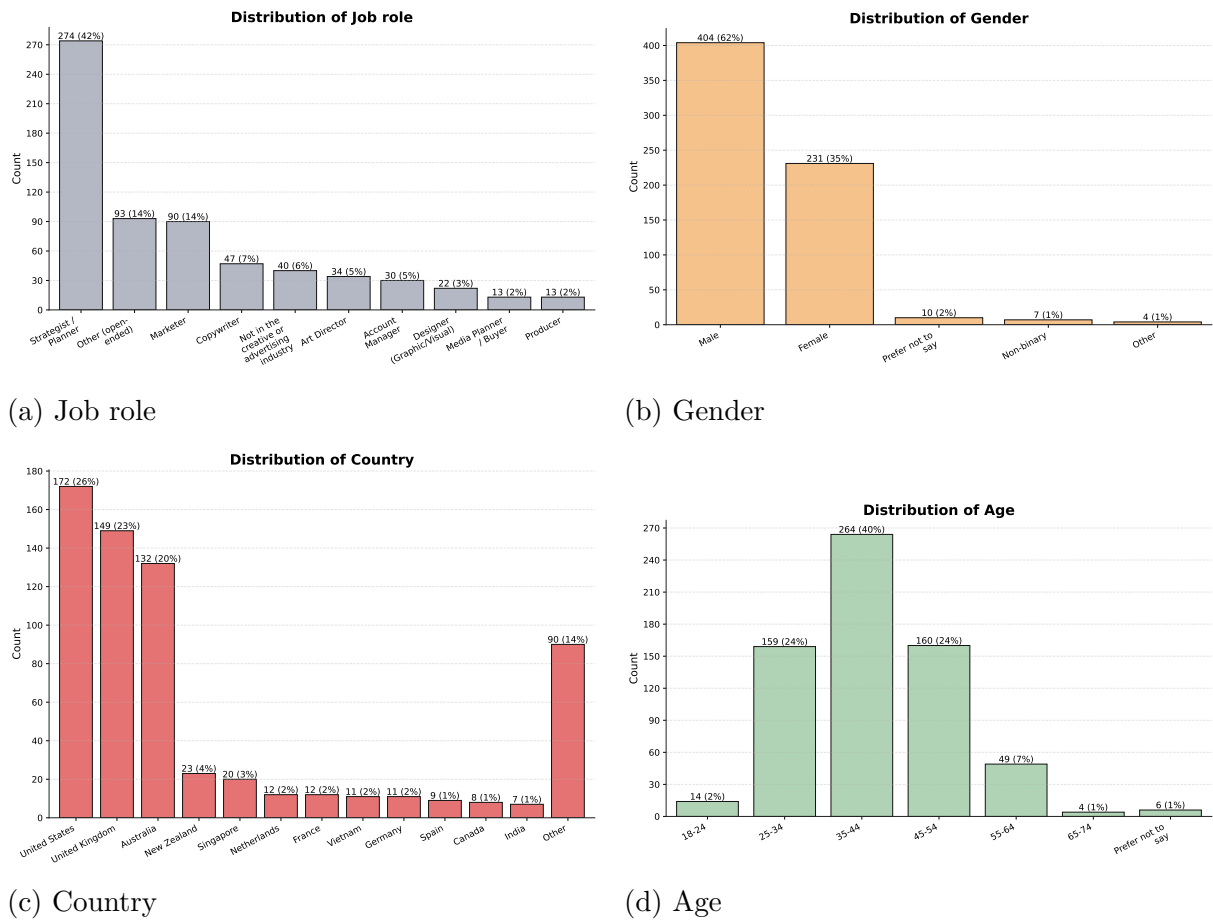 Distribution of Job role
Count
270
240
210
180
150
120
90
60
30
0
274 (42%)
93 (14%)
90 (14%)
47 (7%)
40 (6%)
34 (5%)
30 (5%)
22 (3%)
13 (2%)
13 (2%)
Strategist /
Planner
Other (open-
ended)
Marketer
Copywriter
Not in the
creative or
advertising
industry
Art Director
Account
Manager
Designer
(Graphic/Visual)
Media Planner
/ Buyer
Producer
(a) Job role
Distribution of Gender
Count
400
350
300
250
200
150
100
50
0
404 (62%)
231 (35%)
10 (2%)
7 (1%)
4 (1%)
Male
Female
Prefer not to
say
Non-binary
Other
(b) Gender
Distribution of Country
Count
180
160
140
120
100
80
60
40
20
0
172 (26%)
149 (23%)
132 (20%)
23 (4%)
20 (3%)
12 (2%)
12 (2%)
11 (2%)
11 (2%)
9 (1%)
8 (1%)
7 (1%)
90 (14%)
United States
United Kingdom
Australia
New Zealand
Singapore
Netherlands
France
Vietnam
Germany
Spain
Canada
India
Other
(c) Country
Distribution of Age
Count
270
240
210
180
150
120
90
60
30
0
14 (2%)
159 (24%)
264 (40%)
160 (24%)
49 (7%)
4 (1%)
6 (1%)
18-24
25-34
35-44
45-54
55-64
65-74
Prefer not to
say
(d) Age